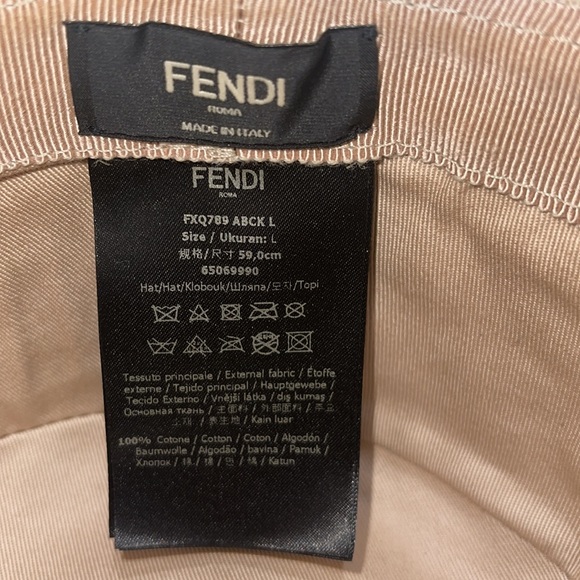 FENDI
ROMA
MADE IN ITALY
FENDI
ROMA
FXQ789 ABCK L
Size / Ukuran: L
规格/尺寸 59,0cm
65069990
Hat/Hat/Klobouk/Шляпа/모자/Topi
Tessuto principale / External fabric / Étoffe
externe / Tejido principal / Hauptgewebe /
Tecido Externo / Vnější látka / dış kumaş /
Основная ткань / 主面料 / 外部面料 / 주요
소재 / 表生地 / Kain luar
100% Cotone / Cotton / Coton / Algodón /
Baumwolle / Algodão / bavlna / Pamuk /
Хлопок / 棉 / 棉 / 면 / 棉 / Katun